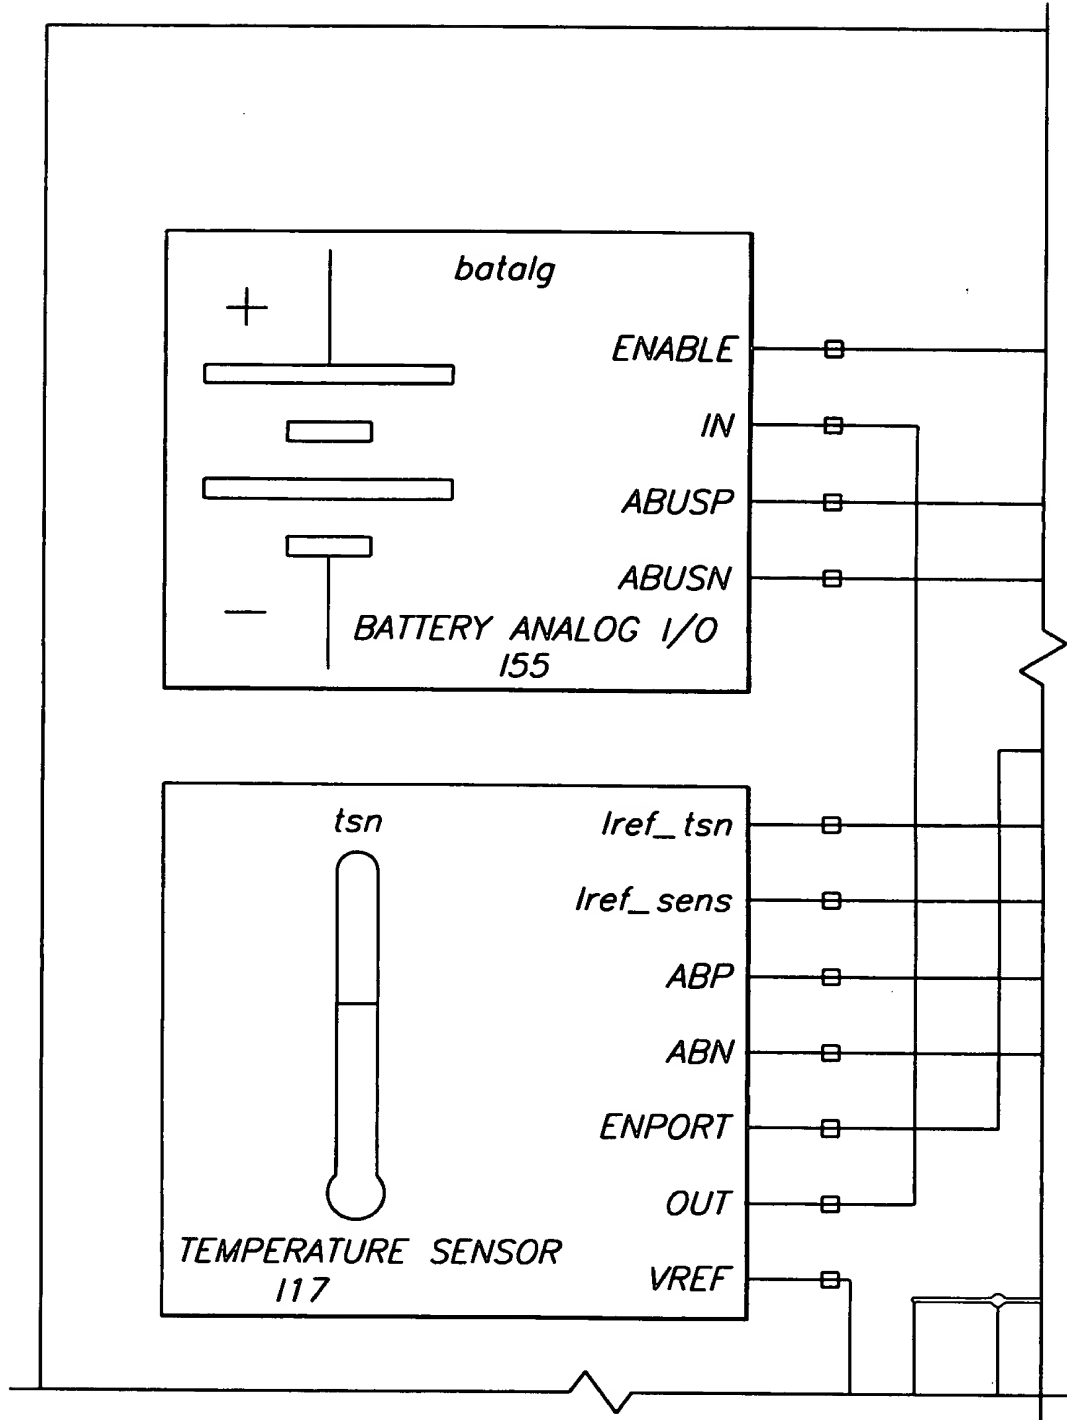 batalg
+
ENABLE
IN
ABUSP
ABUSN
–
BATTERY ANALOG I/O
I55
tsn
Iref_tsn
Iref_sens
ABP
ABN
ENPORT
OUT
TEMPERATURE SENSOR
I17
VREF